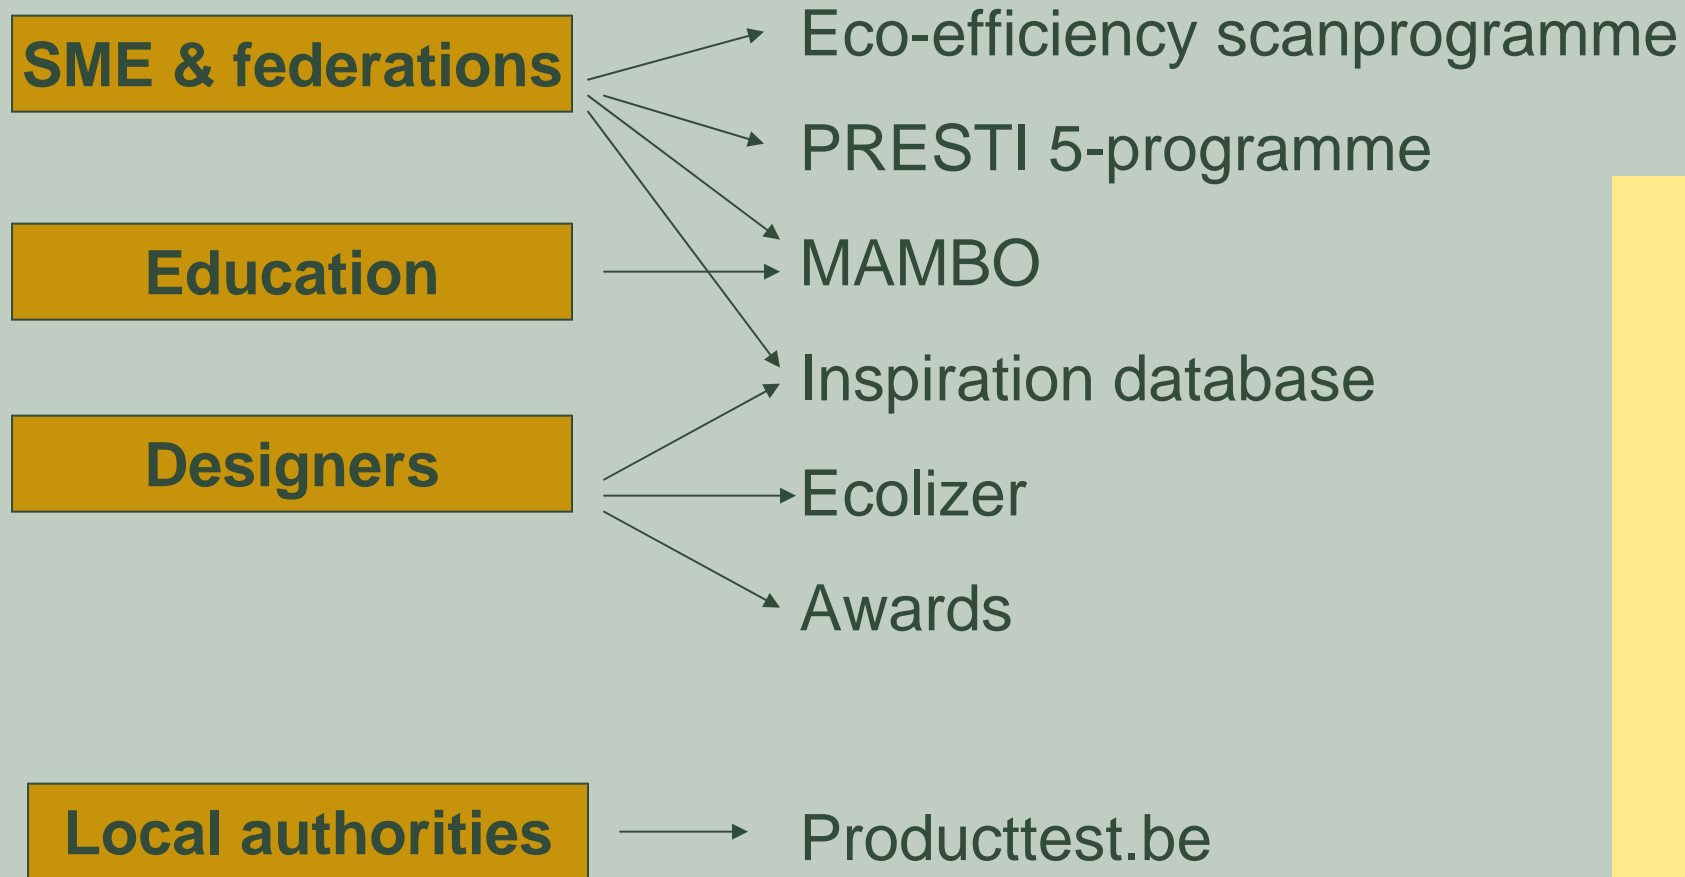 SME & federations
Eco-efficiency scanprogramme
PRESTI 5-programme
Education
MAMBO
Inspiration database
Designers
Ecolizer
Awards
Local authorities
Producttest.be